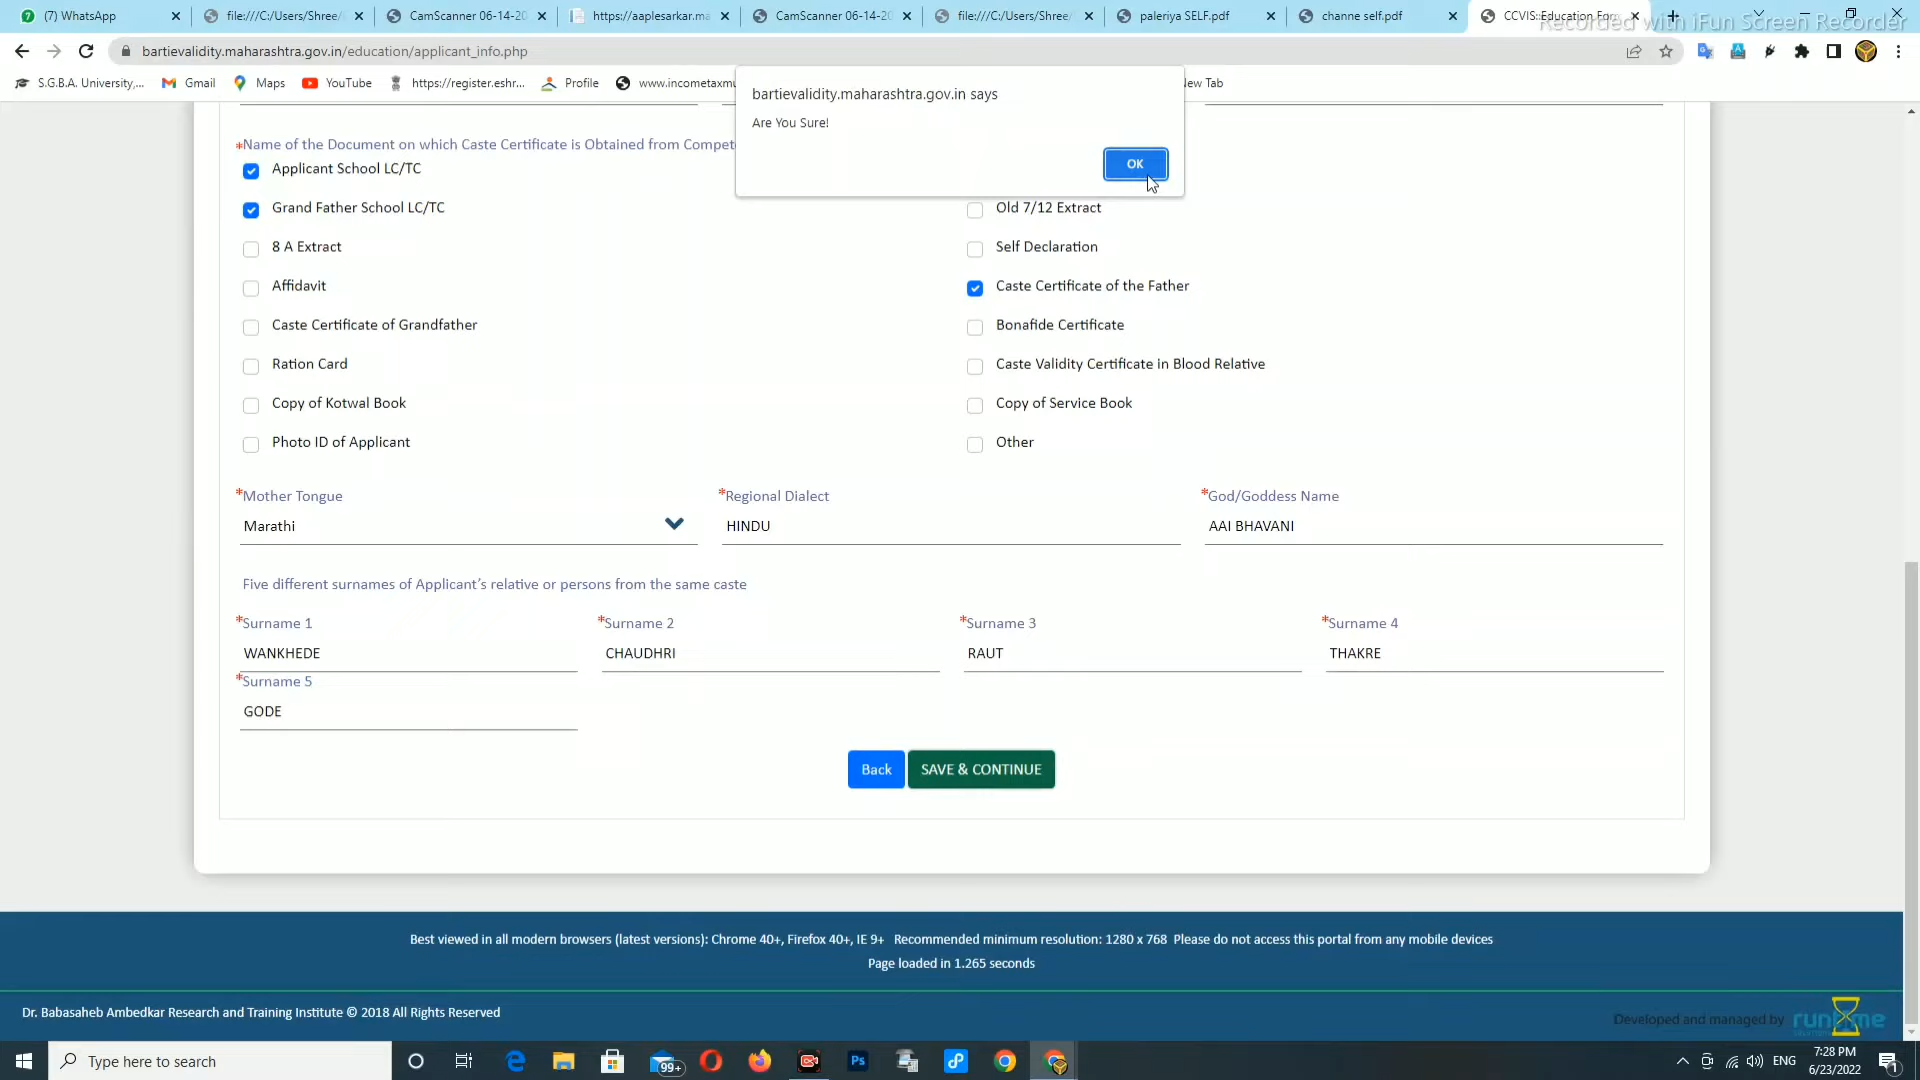 (7) WhatsApp
file:///C:/Users/Shree/
CamScanner 06-14-20
https://aaplesarkar.ma
CamScanner 06-14-20
file:///C:/Users/Shree/
paleriya SELF.pdf
channe self.pdf
CCVIS::Education For
Recorded with iFun Screen Recorder
bartievalidity.maharashtra.gov.in/education/applicant_info.php
S.G.B.A. University,...
Gmail
Maps
YouTube
https://register.eshr...
Profile
www.incometaxmu
New Tab
bartievalidity.maharashtra.gov.in says
Are You Sure!
OK
*Name of the Document on which Caste Certificate is Obtained from Compet
Applicant School LC/TC
Grand Father School LC/TC
Old 7/12 Extract
8 A Extract
Self Declaration
Affidavit
Caste Certificate of the Father
Caste Certificate of Grandfather
Bonafide Certificate
Ration Card
Caste Validity Certificate in Blood Relative
Copy of Kotwal Book
Copy of Service Book
Photo ID of Applicant
Other
*Mother Tongue
*Regional Dialect
*God/Goddess Name
Marathi
HINDU
AAI BHAVANI
Five different surnames of Applicant’s relative or persons from the same caste
*Surname 1
*Surname 2
*Surname 3
*Surname 4
WANKHEDE
CHAUDHRI
RAUT
THAKRE
*Surname 5
GODE
Back
SAVE & CONTINUE
Best viewed in all modern browsers (latest versions): Chrome 40+, Firefox 40+, IE 9+ Recommended minimum resolution: 1280 x 768 Please do not access this portal from any mobile devices
Page loaded in 1.265 seconds
Dr. Babasaheb Ambedkar Research and Training Institute © 2018 All Rights Reserved
Developed and managed by
Type here to search
99+
Ps
ENG
7:28 PM
6/23/2022
1